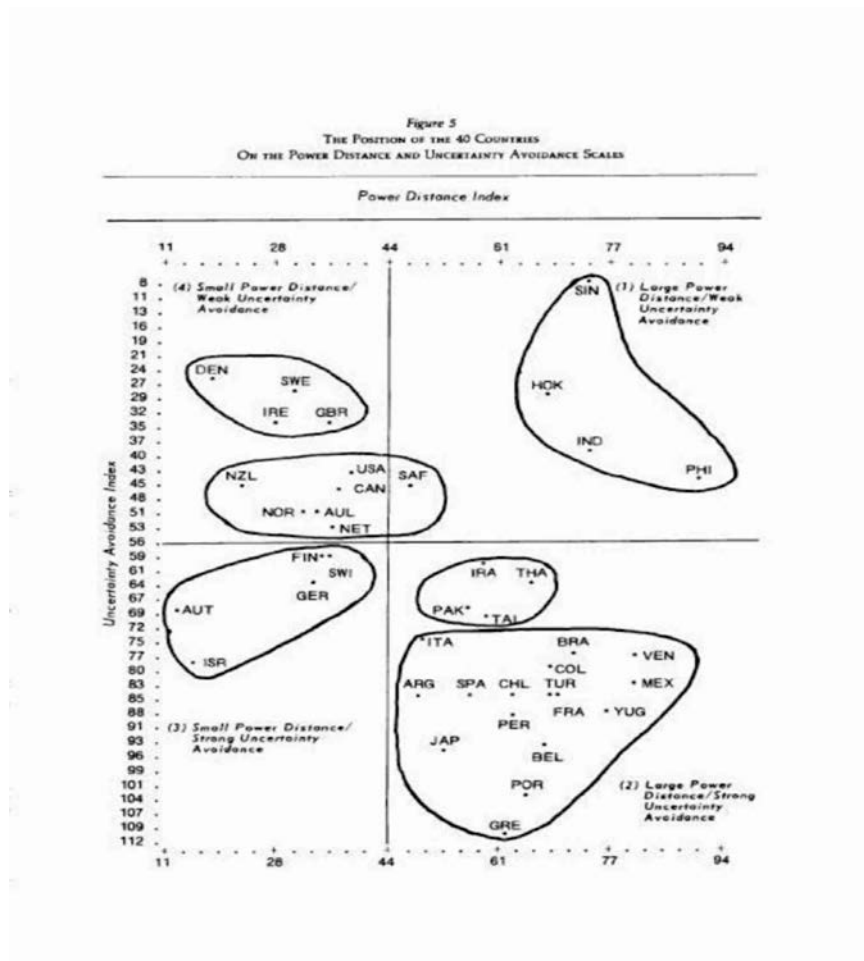 Figure 5
THE POSITION OF THE 40 COUNTRIES
ON THE POWER DISTANCE AND UNCERTAINTY AVOIDANCE SCALES
Power Distance Index
11 28 44 61 77 94
Uncertainty Avoidance Index
8
11
13
16
19
21
24
27
29
32
35
37
40
43
45
48
51
53
56
59
61
64
67
69
72
75
77
80
83
85
88
91
93
96
99
101
104
107
109
112
(4) Small Power Distance/
Weak Uncertainty
Avoidance
(1) Large Power
Distance/Weak
Uncertainty
Avoidance
SIN
DEN
SWE
IRE GBR
HOK
IND
PHI
NZL USA SAF
CAN
NOR AUL
NET
FIN
SWI
GER
AUT
ISR
IRA THA
PAK
TAI
ITA BRA VEN
COL
ARG SPA CHL TUR MEX
FRA YUG
PER
JAP
BEL
POR
GRE
(3) Small Power Distance/
Strong Uncertainty
Avoidance
(2) Large Power
Distance/Strong
Uncertainty
Avoidance
11 28 44 61 77 94